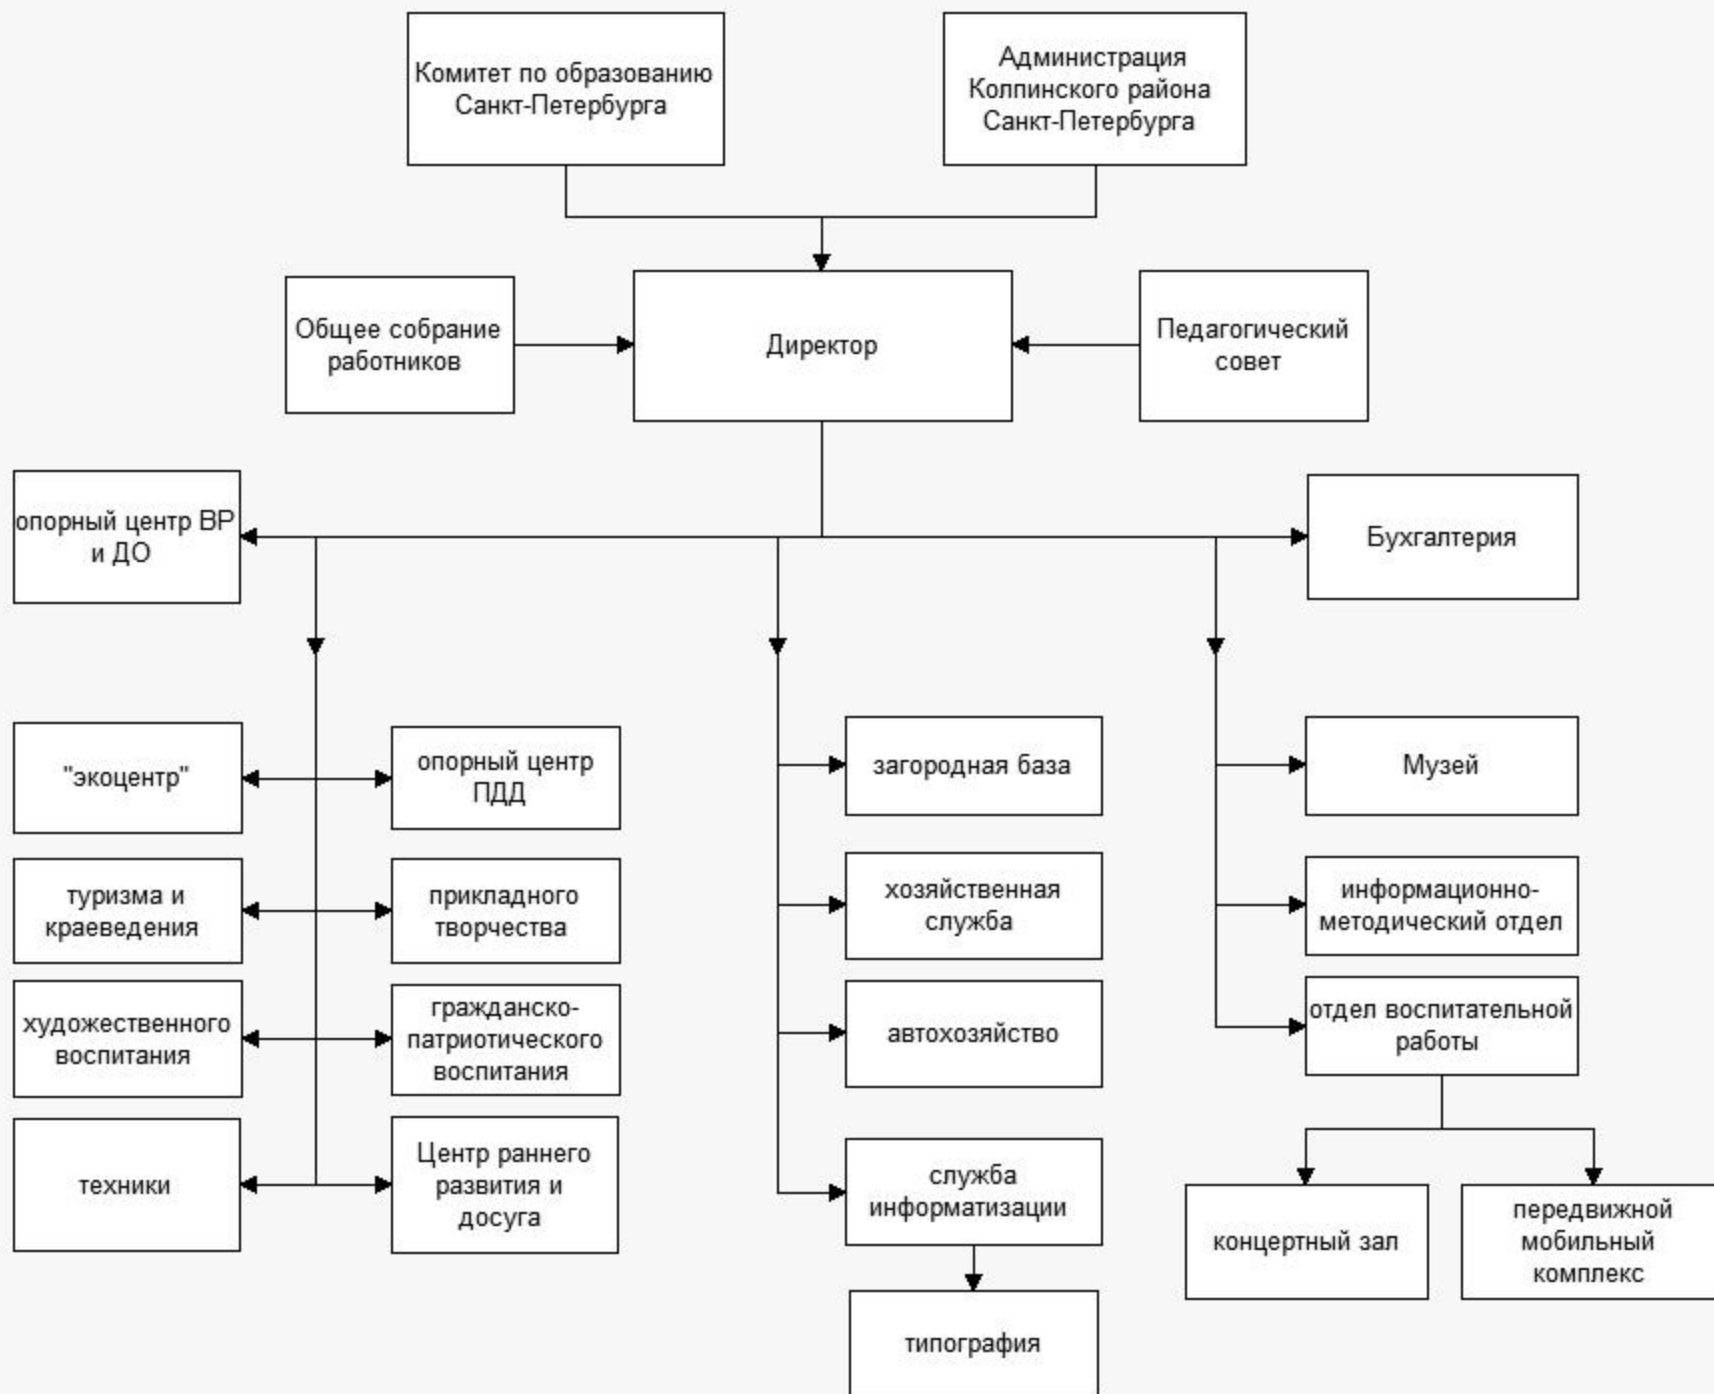 Комитет по образованию
Санкт-Петербурга
Администрация
Колпинского района
Санкт-Петербурга
Общее собрание
работников
Директор
Педагогический
совет
опорный центр ВР
и ДО
Бухгалтерия
"экоцентр"
опорный центр
ПДД
загородная база
Музей
туризма и
краеведения
прикладного
творчества
хозяйственная
служба
информационно-
методический отдел
художественного
воспитания
гражданско-
патриотического
воспитания
автохозяйство
отдел воспитательной
работы
техники
Центр раннего
развития и
досуга
служба
информатизации
концертный зал
передвижной
мобильный
комплекс
типография